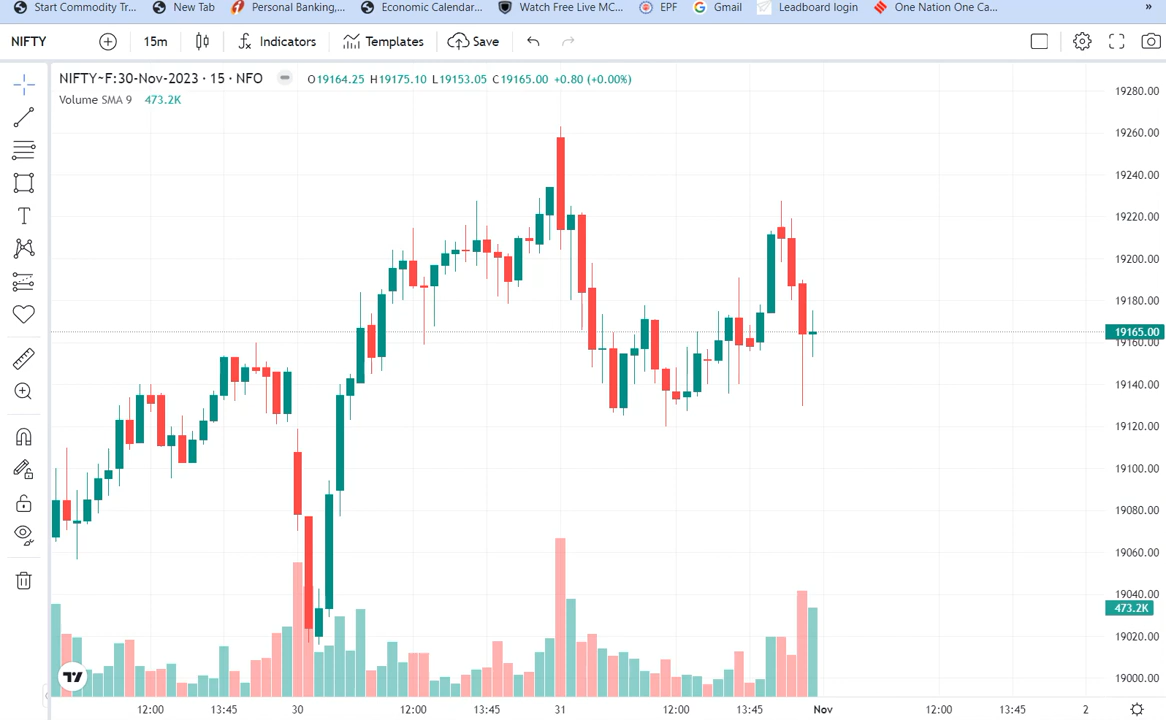 Start Commodity Tr... New Tab Personal Banking,... Economic Calendar... Watch Free Live MC... EPF Gmail Leadboard login One Nation One Ca... »
NIFTY 15m Indicators Templates Save
NIFTY~F:30-Nov-2023 · 15 · NFO O19164.25 H19175.10 L19153.05 C19165.00 +0.80 (+0.00%)
Volume SMA 9 473.2K
19280.00
19260.00
19240.00
19220.00
19200.00
19180.00
19165.00
19160.00
19140.00
19120.00
19100.00
19080.00
19060.00
19040.00
473.2K
19020.00
19000.00
12:00 13:45 30 12:00 13:45 31 12:00 13:45 Nov 12:00 13:45 2